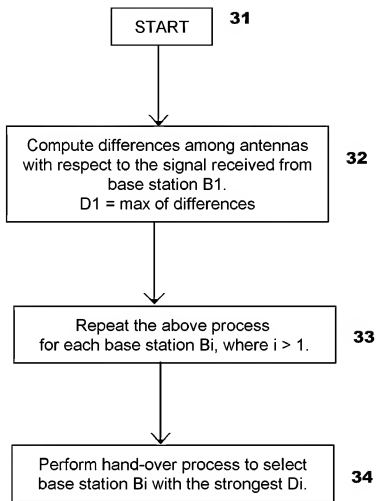 START
31
Compute differences among antennas
with respect to the signal received from
base station B1.
D1 = max of differences
32
Repeat the above process
for each base station Bi, where i > 1.
33
Perform hand-over process to select
base station Bi with the strongest Di.
34